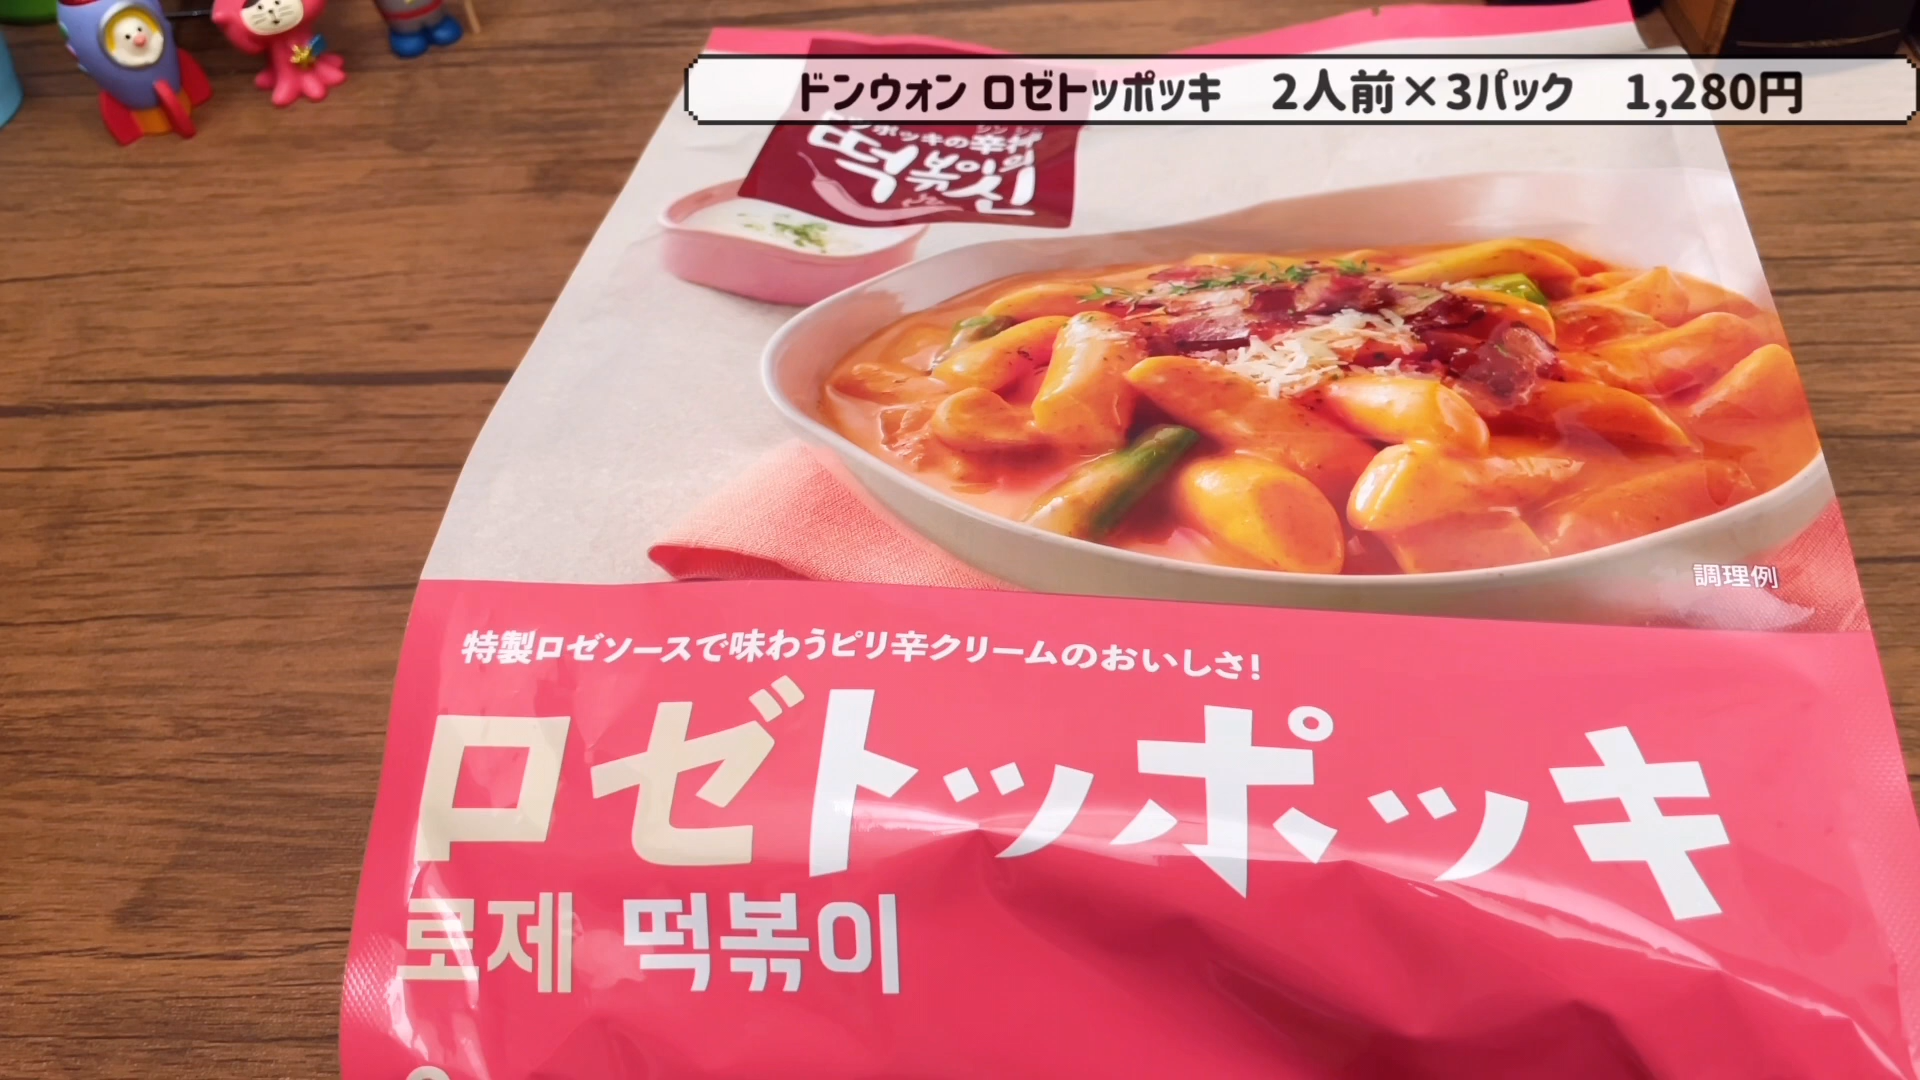 ドンウォン ロゼトッポッキ　2人前×3パック　1,280円
떡볶이의신
調理例
特製ロゼソースで味わうピリ辛クリームのおいしさ!
ロゼトッポッキ
로제 떡볶이